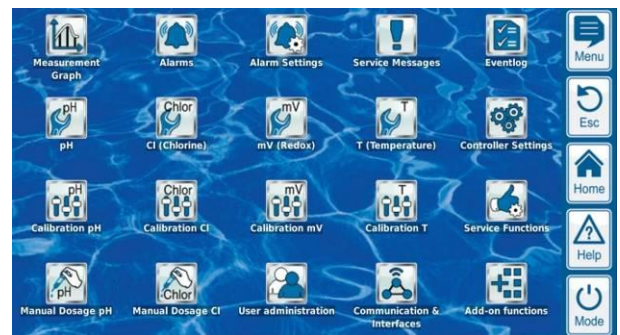 Measurement
Graph
Alarms
Alarm Settings
Service Messages
Eventlog
Menu
pH
pH
Chlor
Cl (Chlorine)
mV
mV (Redox)
T
T (Temperature)
Controller Settings
Esc
Home
pH
Calibration pH
Chlor
Calibration Cl
mV
Calibration mV
T
Calibration T
Service Functions
?
Help
pH
Manual Dosage pH
Chlor
Manual Dosage Cl
User administration
Communication &
Interfaces
Add-on functions
Mode